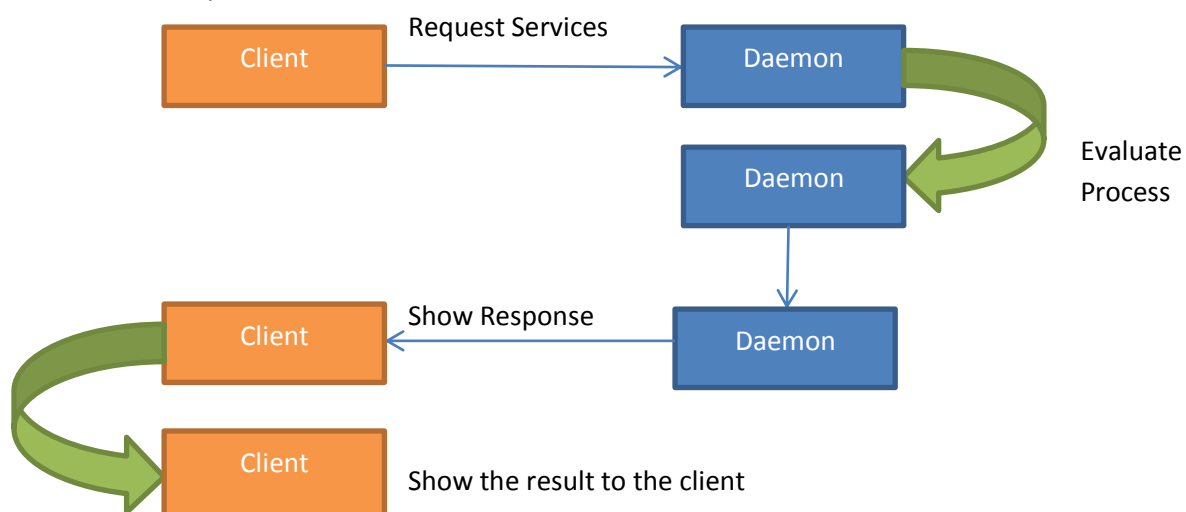 Request Services
Client
Daemon
Daemon
Evaluate
Process
Client
Show Response
Daemon
Client
Show the result to the client